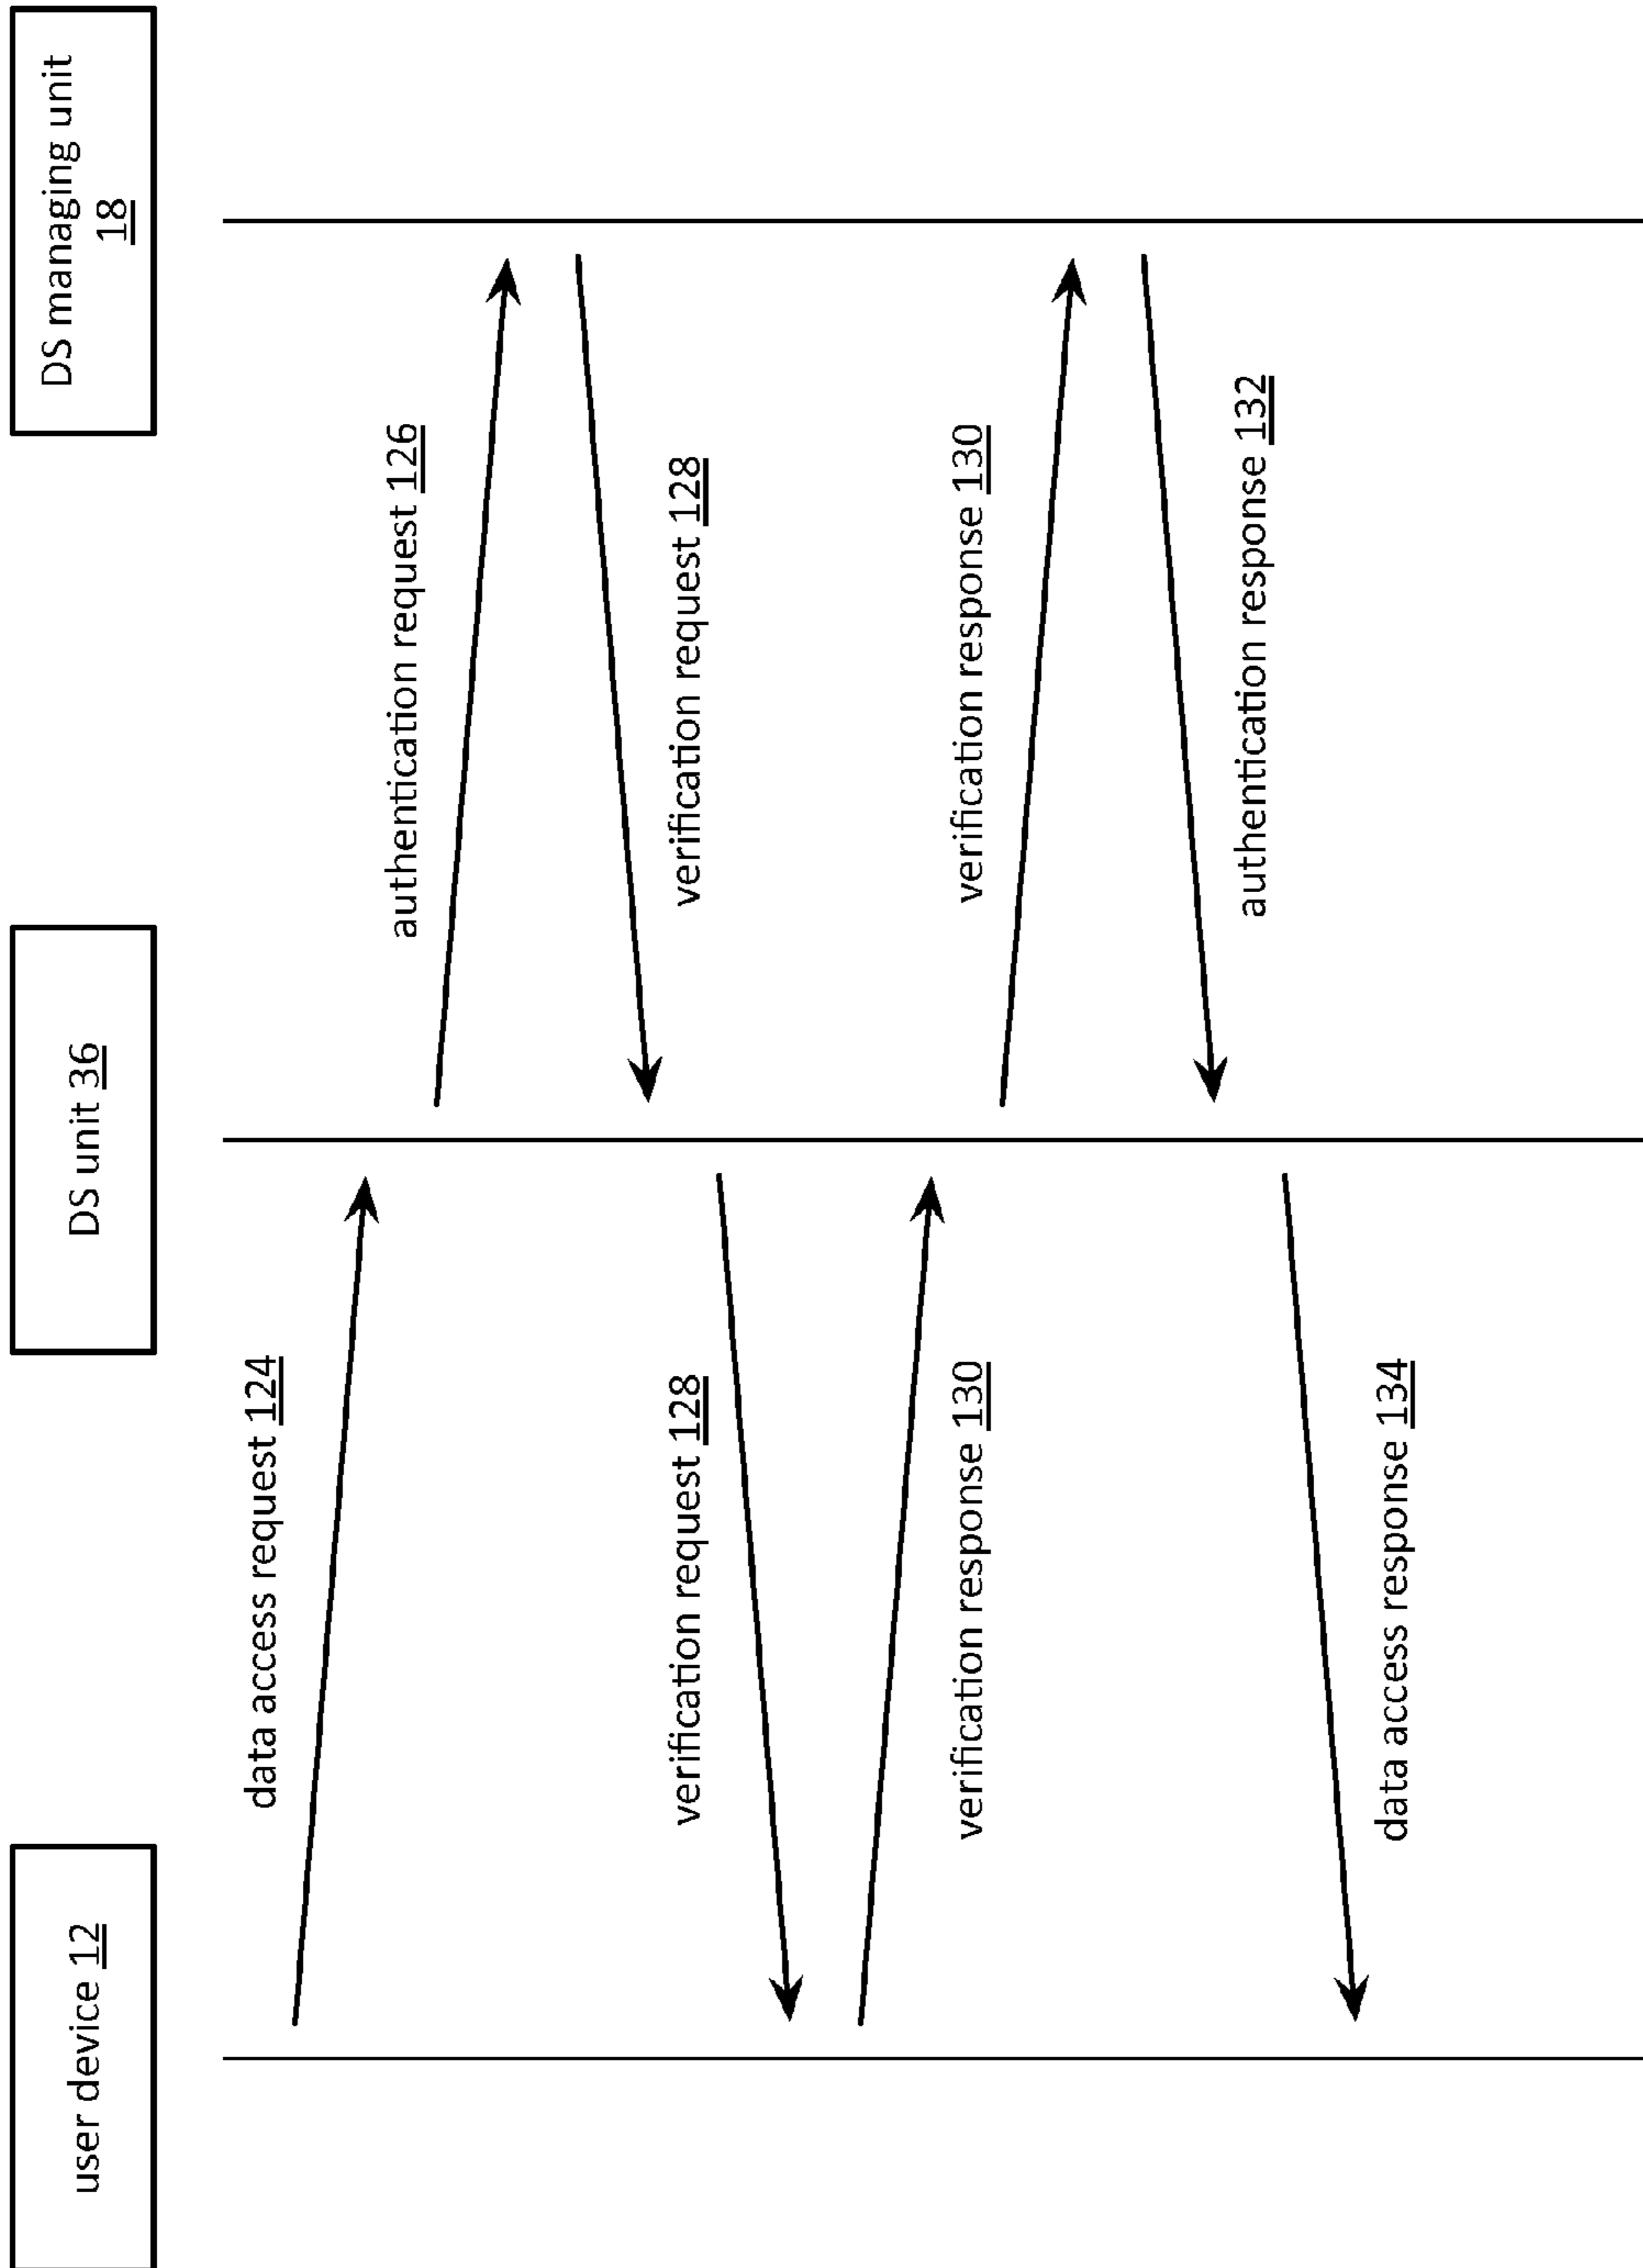 user device 12
DS unit 36
DS managing unit
18
data access request 124
authentication request 126
verification request 128
verification request 128
verification response 130
verification response 130
authentication response 132
data access response 134